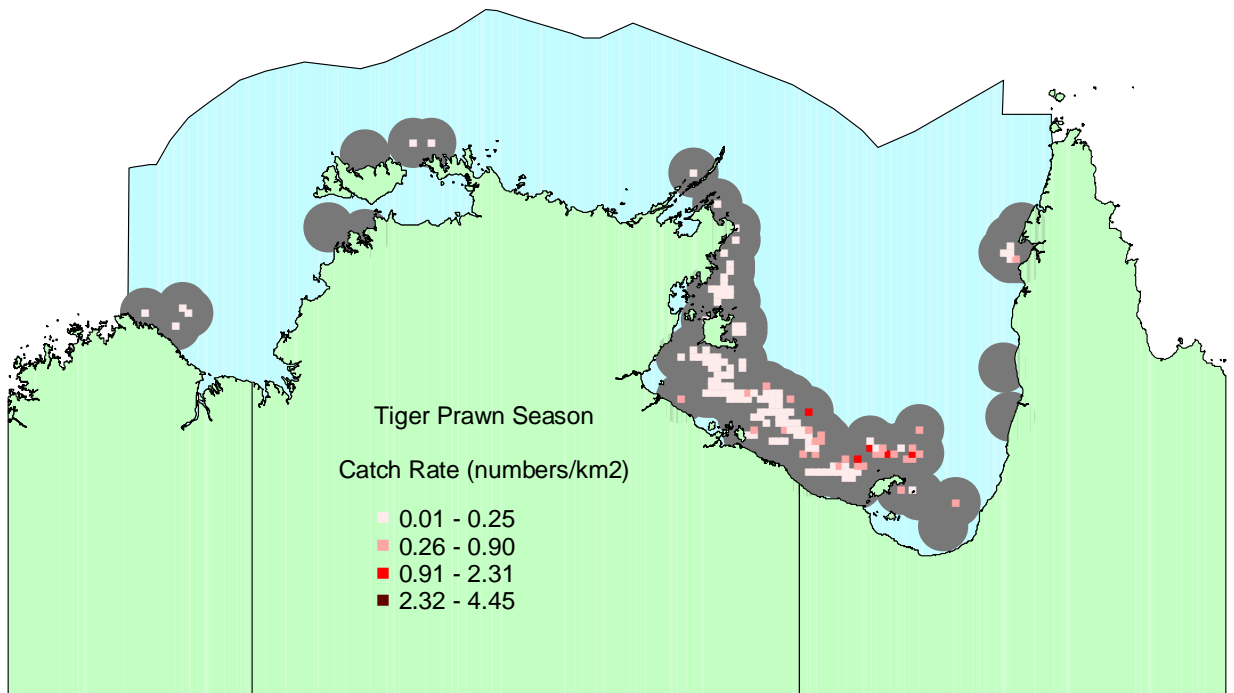 Tiger Prawn Season
Catch Rate (numbers/km2)
0.01 - 0.25
0.26 - 0.90
0.91 - 2.31
2.32 - 4.45